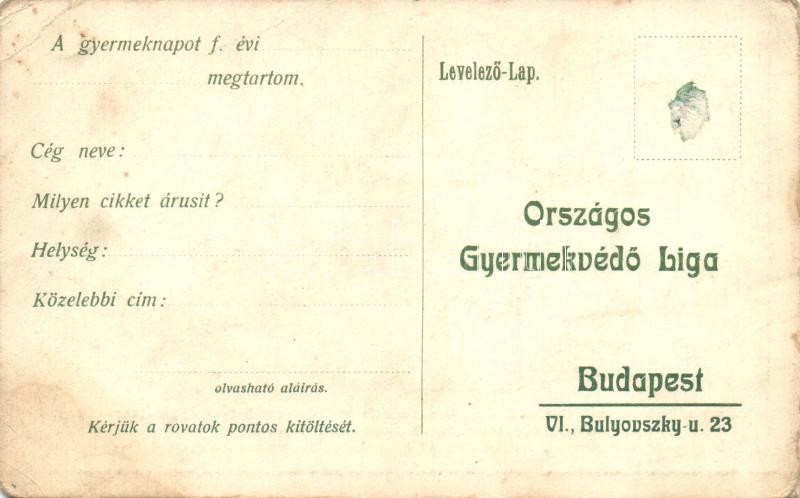 A gyermeknapot f. évi
megtartom.
Cég neve:
Milyen cikket árusit?
Helység:
Közelebbi cím:
olvasható aláirás.
Kérjük a rovatok pontos kitöltését.
Levelező-Lap.
Országos
Gyermekvédő Liga
Budapest
VI., Bulyovszky-u. 23